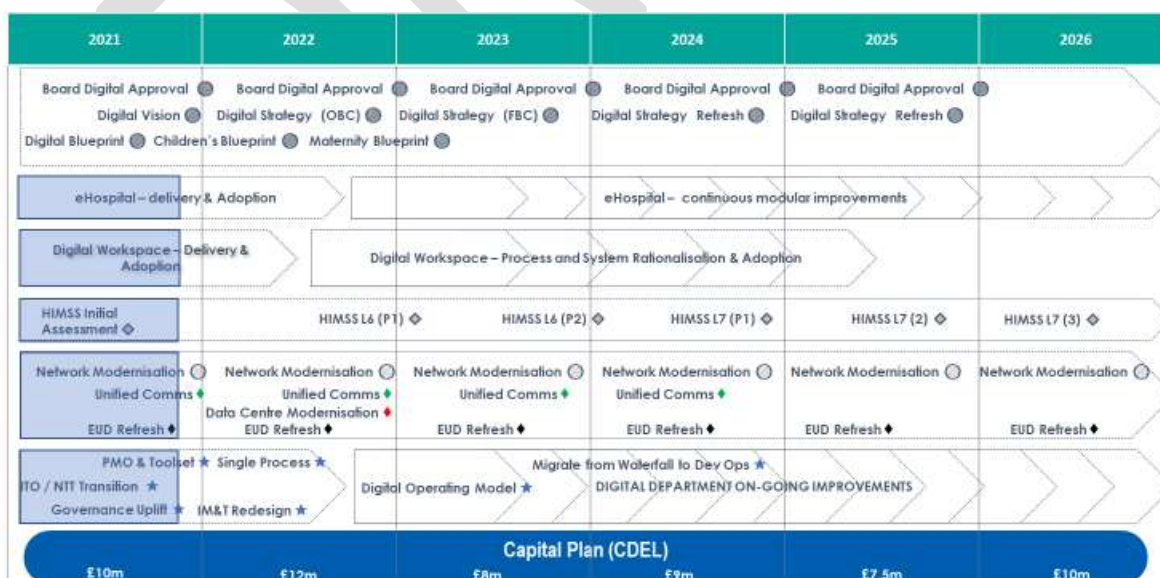 2021 2022 2023 2024 2025 2026
Board Digital Approval Board Digital Approval Board Digital Approval Board Digital Approval Board Digital Approval
Digital Vision Digital Strategy (OBC) Digital Strategy (FBC) Digital Strategy Refresh Digital Strategy Refresh
Digital Blueprint Children's Blueprint Maternity Blueprint
eHospital – delivery & Adoption eHospital – continuous modular improvements
Digital Workspace – Delivery &
Adoption
Digital Workspace – Process and System Rationalisation & Adoption
HIMSS Initial
Assessment
HIMSS L6 (P1) HIMSS L6 (P2) HIMSS L7 (P1) HIMSS L7 (2) HIMSS L7 (3)
Network Modernisation Network Modernisation Network Modernisation Network Modernisation Network Modernisation Network Modernisation
Unified Comms Unified Comms Unified Comms Unified Comms
Data Centre Modernisation
EUD Refresh EUD Refresh EUD Refresh EUD Refresh EUD Refresh EUD Refresh
PMO & Toolset Single Process Migrate from Waterfall to Dev Ops
ITO / NTT Transition Digital Operating Model DIGITAL DEPARTMENT ON-GOING IMPROVEMENTS
Governance Uplift IM&T Redesign
Capital Plan (CDEL)
£10m £12m £8m £9m £7.5m £10m